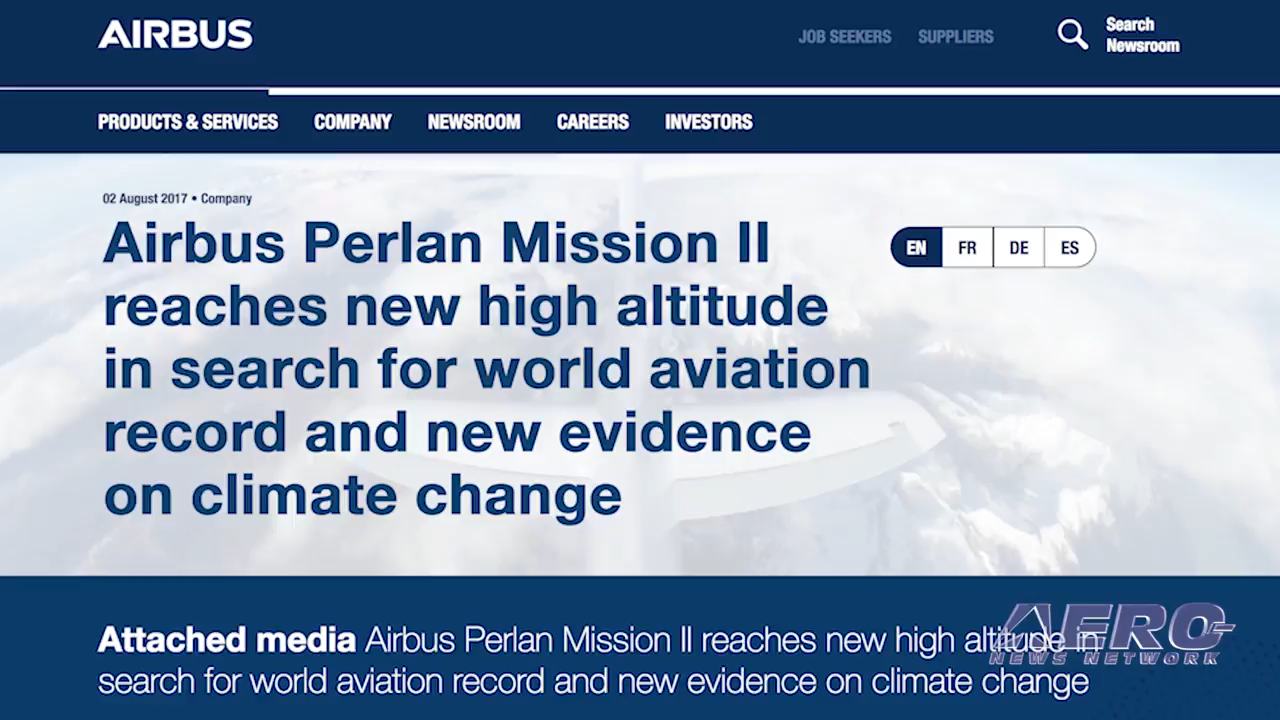 AIRBUS
JOB SEEKERS SUPPLIERS
Search
Newsroom
PRODUCTS & SERVICES COMPANY NEWSROOM CAREERS INVESTORS
02 August 2017 • Company
Airbus Perlan Mission II
reaches new high altitude
in search for world aviation
record and new evidence
on climate change
EN FR DE ES
Attached media Airbus Perlan Mission II reaches new high altitude in
search for world aviation record and new evidence on climate change
AERO
NEWS NETWORK